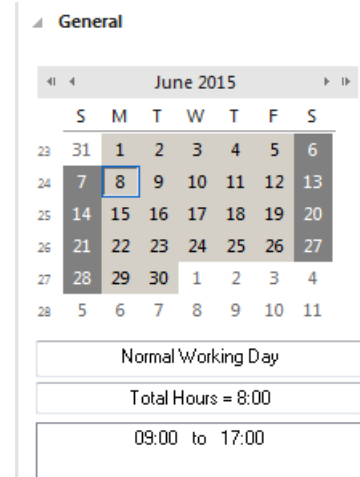 General
June 2015
S M T W T F S
23 31 1 2 3 4 5 6
24 7 8 9 10 11 12 13
25 14 15 16 17 18 19 20
26 21 22 23 24 25 26 27
27 28 29 30 1 2 3 4
28 5 6 7 8 9 10 11
Normal Working Day
Total Hours = 8:00
09:00 to 17:00